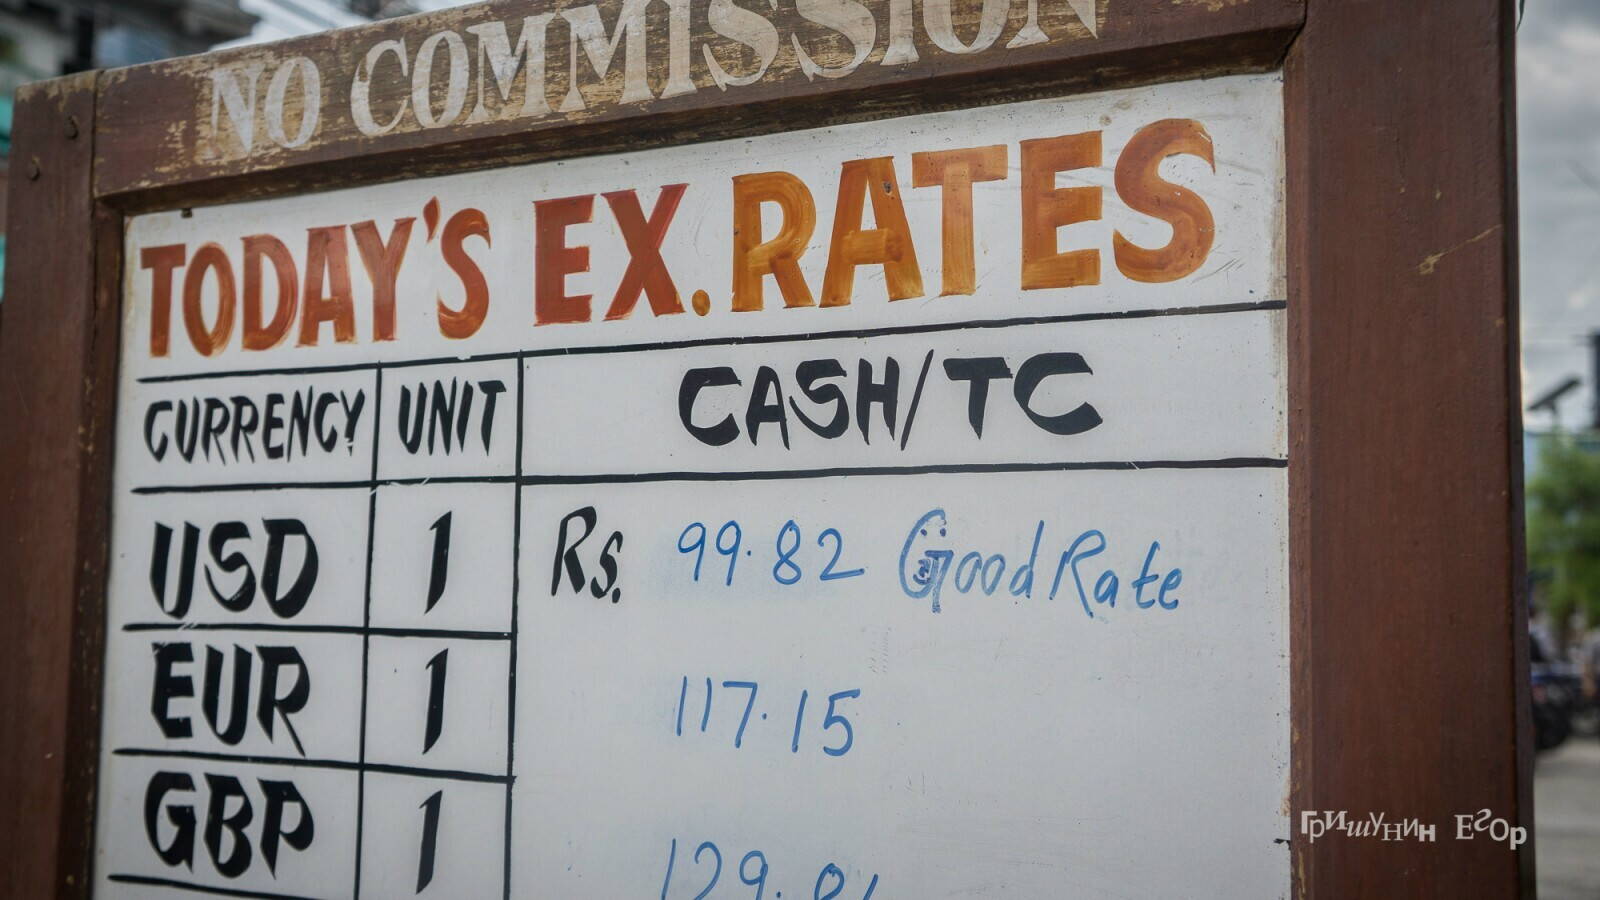 NO COMMISSION
TODAY'S EX. RATES
CURRENCY UNIT CASH/TC
USD 1 Rs. 99.82 Good Rate
EUR 1 117.15
GBP 1
Гришунин Егор